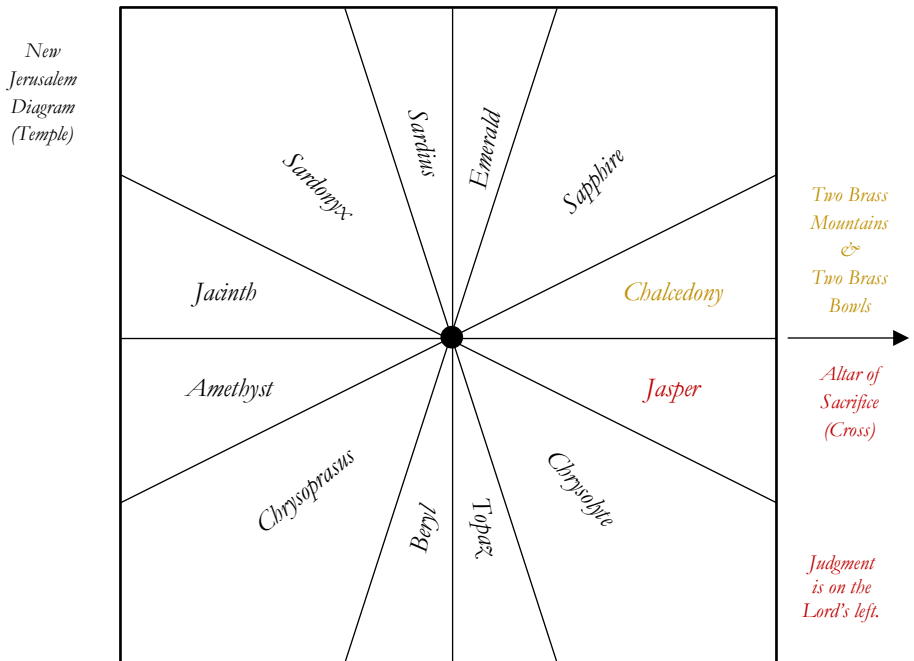 New
Jerusalem
Diagram
(Temple)
Sardius
Emerald
Sardonyx
Sapphire
Jacinth
Chalcedony
Amethyst
Jasper
Chrysoprasus
Beryl
Topaz
Chrysolyte
Two Brass
Mountains
&
Two Brass
Bowls
Altar of
Sacrifice
(Cross)
Judgment
is on the
Lord's left.